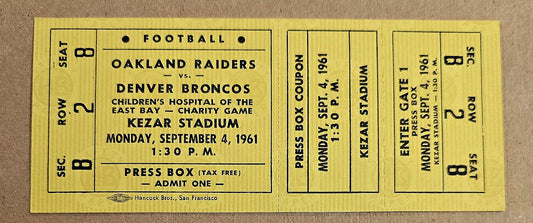 SEC. ROW SEAT
B 2 8
• FOOTBALL •
OAKLAND RAIDERS
— vs. —
DENVER BRONCOS
CHILDREN'S HOSPITAL OF THE
EAST BAY — CHARITY GAME
KEZAR STADIUM
MONDAY, SEPTEMBER 4, 1961
1:30 P. M.
PRESS BOX (TAX FREE)
— ADMIT ONE —
Hancock Bros., San Francisco
PRESS BOX COUPON
MONDAY, SEPT. 4, 1961
1:30 P. M.
KEZAR STADIUM
ENTER GATE 1
MONDAY, SEPT. 4, 1961
KEZAR STADIUM — 1:30 P. M.
SEC. ROW SEAT
B 2 8